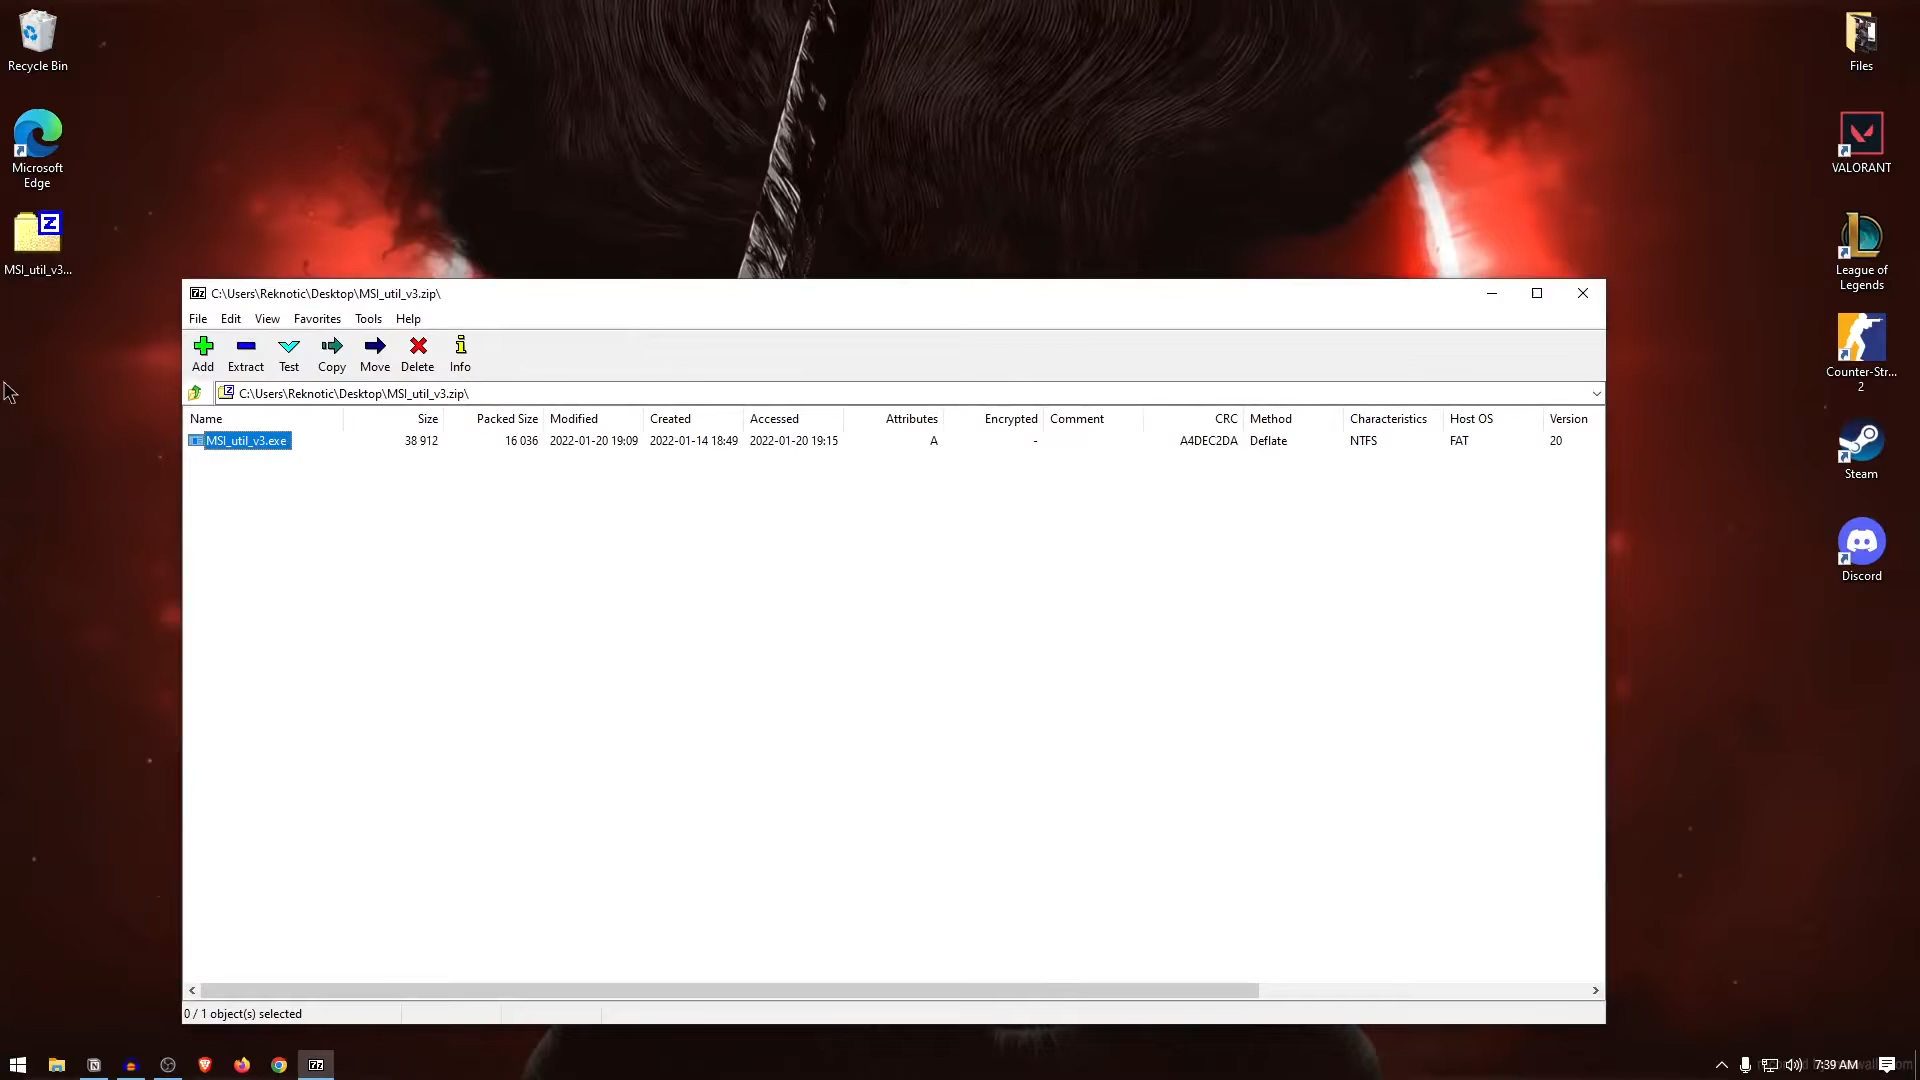 Recycle Bin
Microsoft
Edge
MSI_util_v3...
Files
VALORANT
League of
Legends
Counter-Str...
2
Steam
Discord
C:\Users\Reknotic\Desktop\MSI_util_v3.zip\
File Edit View Favorites Tools Help
Add Extract Test Copy Move Delete Info
C:\Users\Reknotic\Desktop\MSI_util_v3.zip\
Name Size Packed Size Modified Created Accessed Attributes Encrypted Comment CRC Method Characteristics Host OS Version
MSI_util_v3.exe 38 912 16 036 2022-01-20 19:09 2022-01-14 18:49 2022-01-20 19:15 A - A4DEC2DA Deflate NTFS FAT 20
0 / 1 object(s) selected
7:39 AM